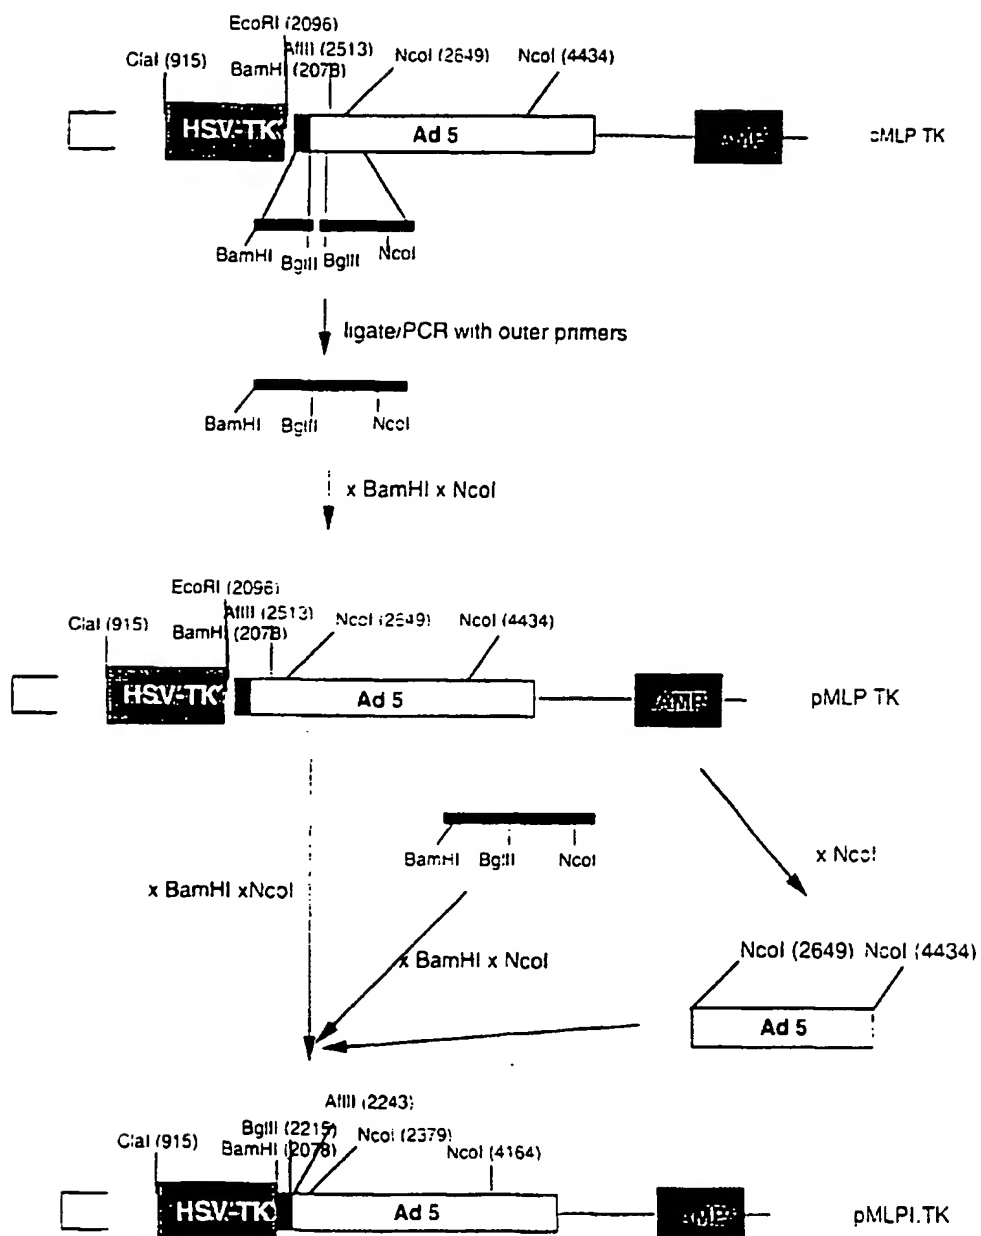 EcoRI (2096)
AflII (2513)
ClaI (915)
BamHI (2078)
NcoI (2649)
NcoI (4434)
HSV-TK
Ad 5
AMP
pMLP TK
BamHI
BglII
BglII
NcoI
ligate/PCR with outer primers
BamHI
BglII
NcoI
x BamHI x NcoI
EcoRI (2096)
AflII (2513)
ClaI (915)
BamHI (2078)
NcoI (2649)
NcoI (4434)
HSV-TK
Ad 5
AMP
pMLP TK
BamHI
BglII
NcoI
x NcoI
x BamHI xNcoI
x BamHI x NcoI
NcoI (2649) NcoI (4434)
Ad 5
AflII (2243)
BglII (2215)
ClaI (915)
BamHI (2078)
NcoI (2379)
NcoI (4164)
HSV-TK
Ad 5
AMP
pMLPI.TK